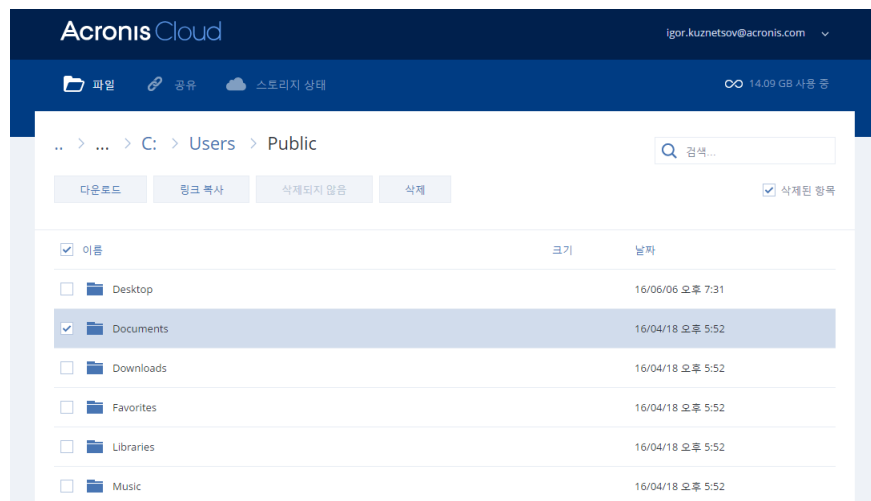 Acronis Cloud
igor.kuznetsov@acronis.com
파일 공유 스토리지 상태
14.09 GB 사용 중
.. > ... > C: > Users > Public
검색...
다운로드 링크 복사 삭제되지 않음 삭제
삭제된 항목
이름 크기 날짜
Desktop 16/06/06 오후 7:31
Documents 16/04/18 오후 5:52
Downloads 16/04/18 오후 5:52
Favorites 16/04/18 오후 5:52
Libraries 16/04/18 오후 5:52
Music 16/04/18 오후 5:52